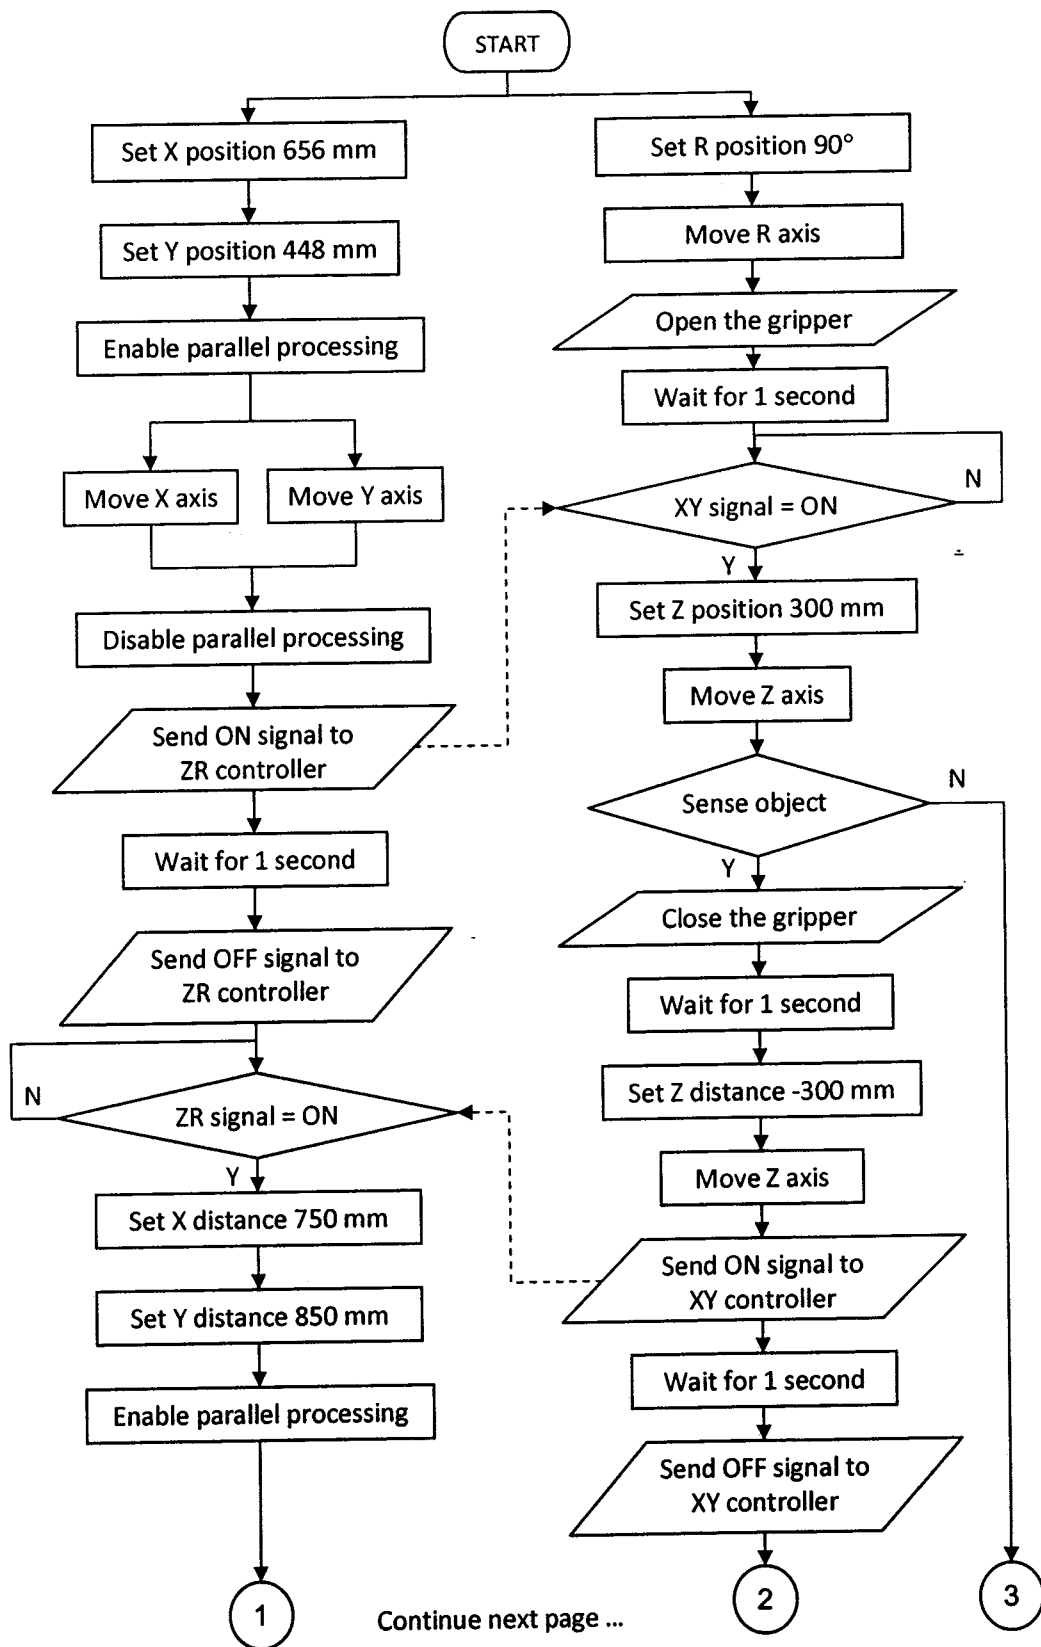 START
Set X position 656 mm
Set Y position 448 mm
Enable parallel processing
Move X axis
Move Y axis
Disable parallel processing
Send ON signal to
ZR controller
Wait for 1 second
Send OFF signal to
ZR controller
N
ZR signal = ON
Y
Set X distance 750 mm
Set Y distance 850 mm
Enable parallel processing
1
Set R position 90°
Move R axis
Open the gripper
Wait for 1 second
N
XY signal = ON
Y
Set Z position 300 mm
Move Z axis
N
Sense object
Y
Close the gripper
Wait for 1 second
Set Z distance -300 mm
Move Z axis
Send ON signal to
XY controller
Wait for 1 second
Send OFF signal to
XY controller
2
3
Continue next page ...